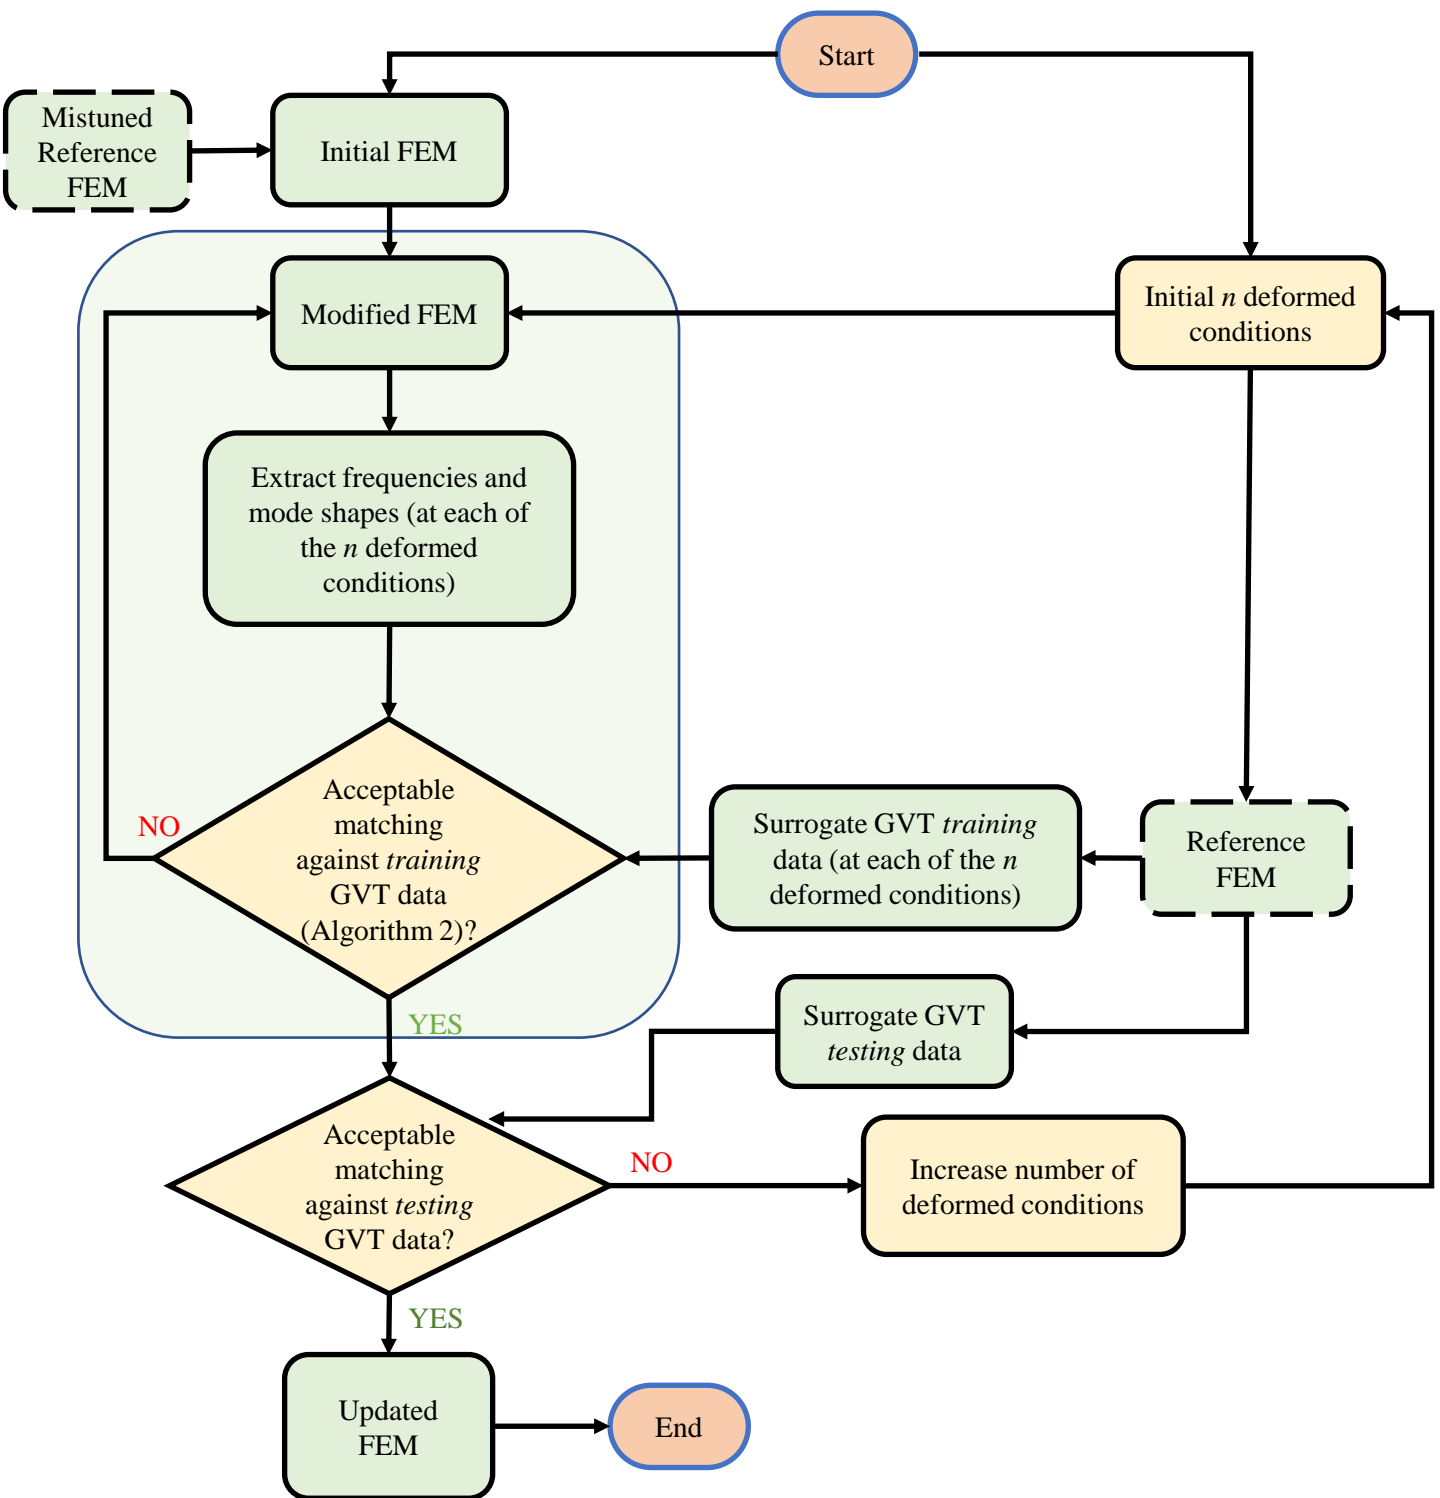 Start
Mistuned
Reference
FEM
Initial FEM
Modified FEM
Initial n deformed
conditions
Extract frequencies and
mode shapes (at each of
the n deformed
conditions)
Acceptable
matching
against training
GVT data
(Algorithm 2)?
NO
Surrogate GVT training
data (at each of the n
deformed conditions)
Reference
FEM
YES
Surrogate GVT
testing data
Acceptable
matching
against testing
GVT data?
NO
Increase number of
deformed conditions
YES
Updated
FEM
End